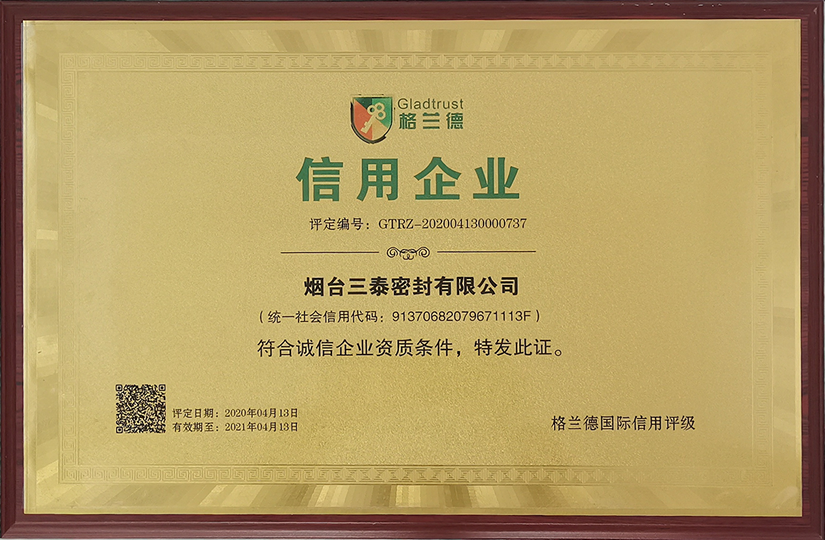 Gladtrust
格兰德
信用企业
评定编号：GTRZ-202004130000737
烟台三泰密封有限公司
（统一社会信用代码：91370682079671113F）
符合诚信企业资质条件，特发此证。
评定日期：2020年04月13日
有效期至：2021年04月13日
格兰德国际信用评级